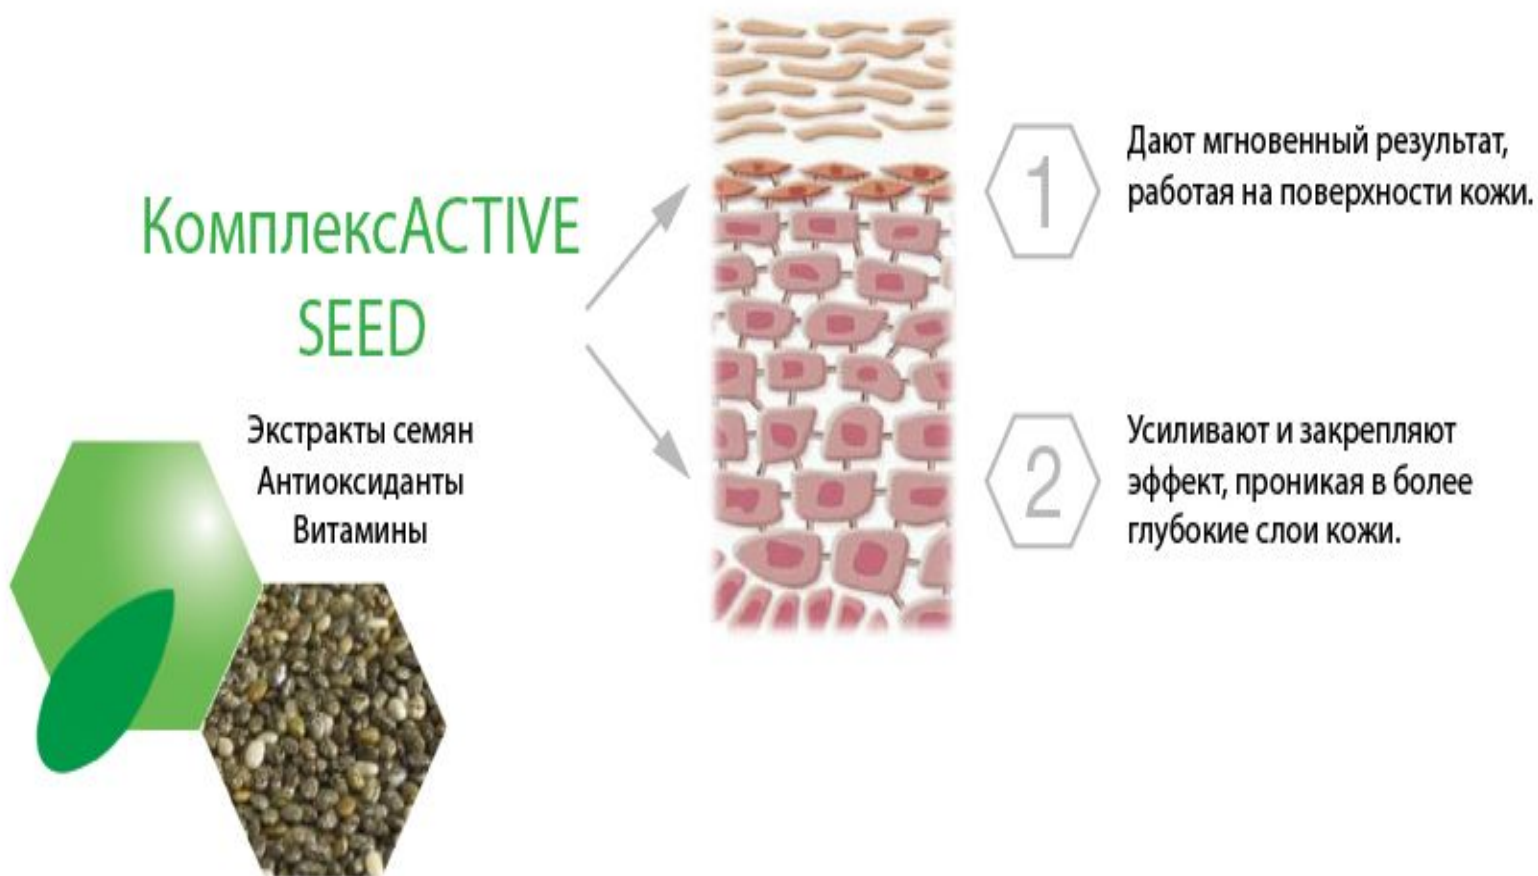 КомплексACTIVE
SEED
Экстракты семян
Антиоксиданты
Витамины
1
Дают мгновенный результат,
работая на поверхности кожи.
2
Усиливают и закрепляют
эффект, проникая в более
глубокие слои кожи.